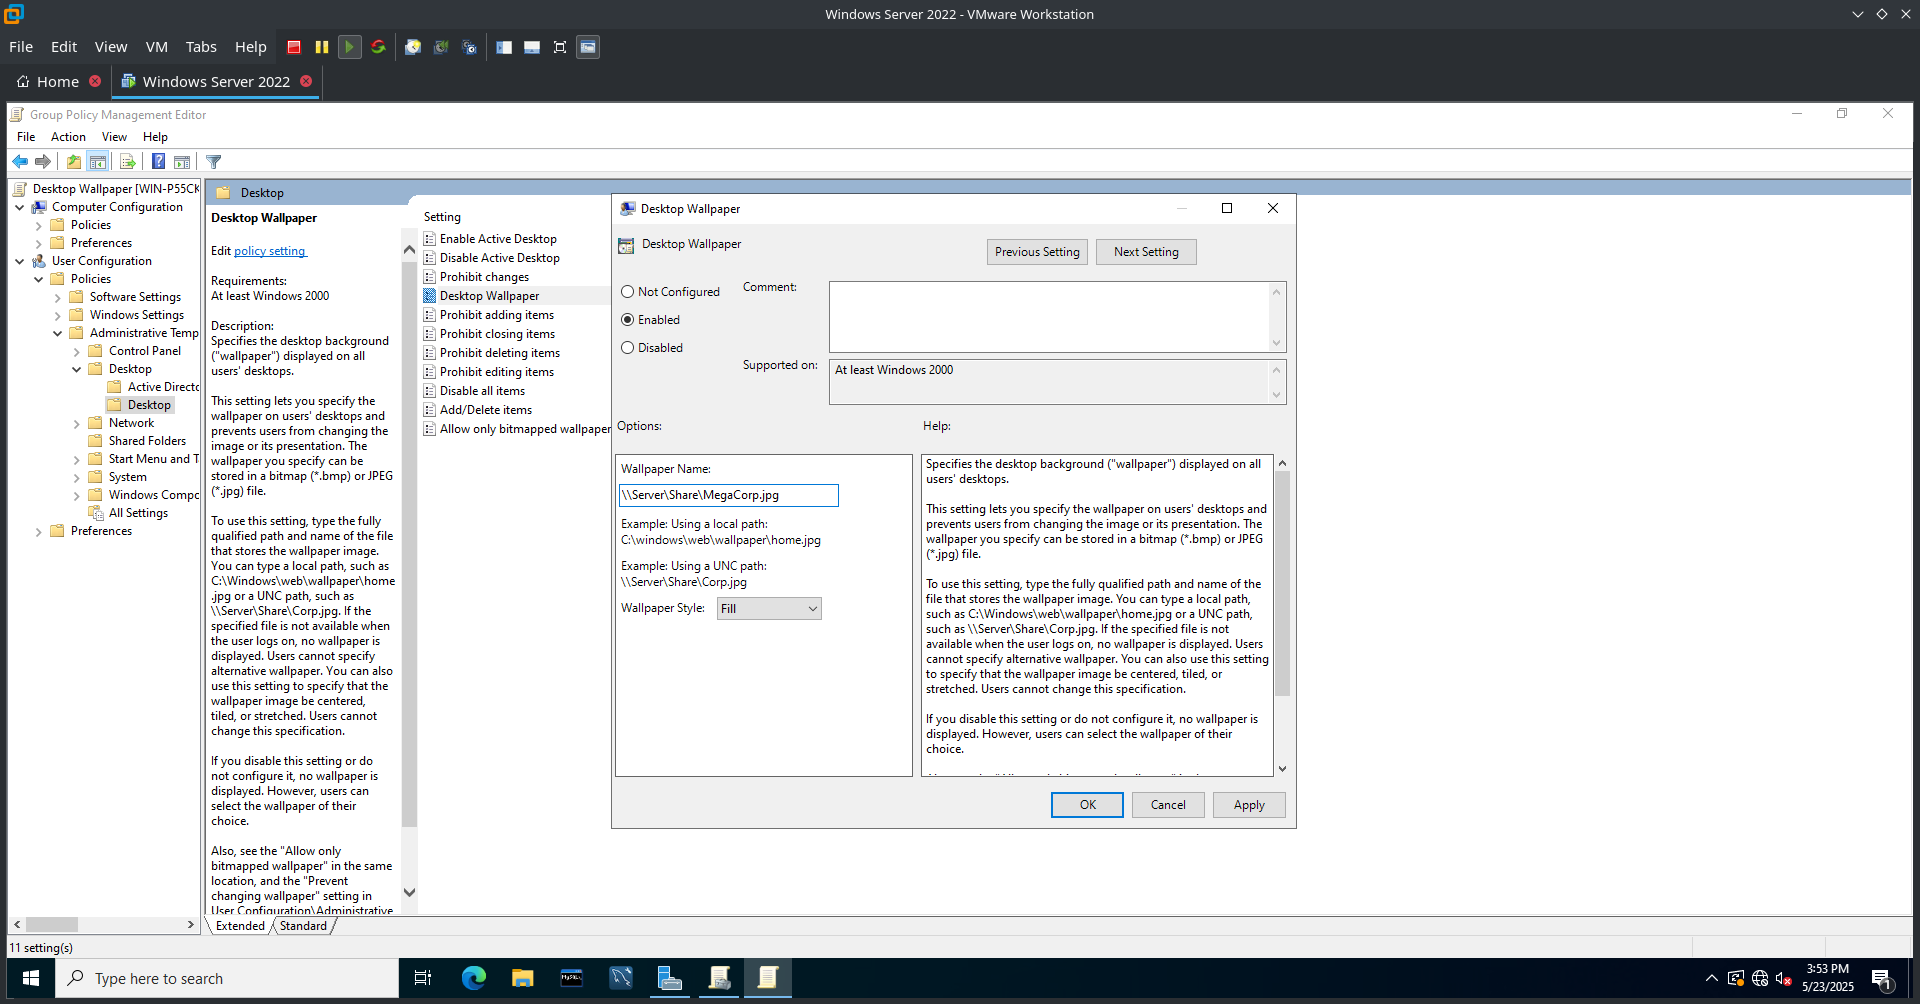 Windows Server 2022 - VMware Workstation
File Edit View VM Tabs Help
Home
Windows Server 2022
Group Policy Management Editor
File Action View Help
Desktop Wallpaper [WIN-P55CK
Computer Configuration
Policies
Preferences
User Configuration
Policies
Software Settings
Windows Settings
Administrative Temp
Control Panel
Desktop
Active Directo
Desktop
Network
Shared Folders
Start Menu and T
System
Windows Compo
All Settings
Preferences
Desktop
Desktop Wallpaper
Edit policy setting
Requirements:
At least Windows 2000
Description:
Specifies the desktop background
("wallpaper") displayed on all
users' desktops.
This setting lets you specify the
wallpaper on users' desktops and
prevents users from changing the
image or its presentation. The
wallpaper you specify can be
stored in a bitmap (*.bmp) or JPEG
(*.jpg) file.
To use this setting, type the fully
qualified path and name of the file
that stores the wallpaper image.
You can type a local path, such as
C:\Windows\web\wallpaper\home
.jpg or a UNC path, such as
\\Server\Share\Corp.jpg. If the
specified file is not available when
the user logs on, no wallpaper is
displayed. Users cannot specify
alternative wallpaper. You can also
use this setting to specify that the
wallpaper image be centered,
tiled, or stretched. Users cannot
change this specification.
If you disable this setting or do
not configure it, no wallpaper is
displayed. However, users can
select the wallpaper of their
choice.
Also, see the "Allow only
bitmapped wallpaper" in the same
location, and the "Prevent
changing wallpaper" setting in
User Configuration\Administrative
Setting
Enable Active Desktop
Disable Active Desktop
Prohibit changes
Desktop Wallpaper
Prohibit adding items
Prohibit closing items
Prohibit deleting items
Prohibit editing items
Disable all items
Add/Delete items
Allow only bitmapped wallpaper
Desktop Wallpaper
Desktop Wallpaper
Previous Setting
Next Setting
Not Configured
Enabled
Disabled
Comment:
Supported on:
At least Windows 2000
Options:
Help:
Wallpaper Name:
\\Server\Share\MegaCorp.jpg
Example: Using a local path:
C:\windows\web\wallpaper\home.jpg
Example: Using a UNC path:
\\Server\Share\Corp.jpg
Wallpaper Style: Fill
Specifies the desktop background ("wallpaper") displayed on all
users' desktops.
This setting lets you specify the wallpaper on users' desktops and
prevents users from changing the image or its presentation. The
wallpaper you specify can be stored in a bitmap (*.bmp) or JPEG
(*.jpg) file.
To use this setting, type the fully qualified path and name of the
file that stores the wallpaper image. You can type a local path,
such as C:\Windows\web\wallpaper\home.jpg or a UNC path,
such as \\Server\Share\Corp.jpg. If the specified file is not
available when the user logs on, no wallpaper is displayed. Users
cannot specify alternative wallpaper. You can also use this setting
to specify that the wallpaper image be centered, tiled, or
stretched. Users cannot change this specification.
If you disable this setting or do not configure it, no wallpaper is
displayed. However, users can select the wallpaper of their
choice.
OK
Cancel
Apply
Extended
Standard
11 setting(s)
Type here to search
MySQL
3:53 PM
5/23/2025
1